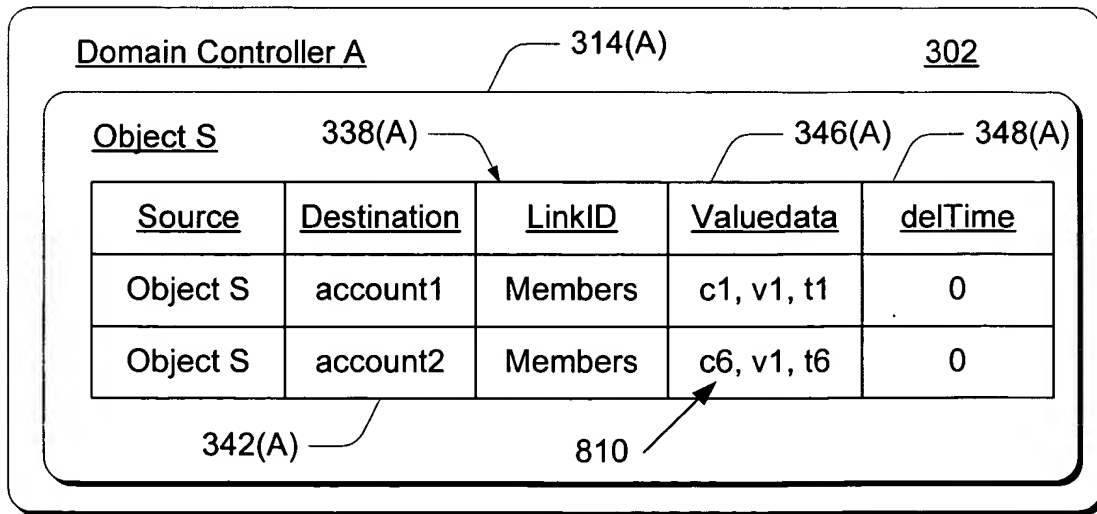 314(A)
Domain Controller A 302
Object S 338(A) 346(A) 348(A)
Source Destination LinkID Valuedata delTime
Object S account1 Members c1, v1, t1 0
Object S account2 Members c6, v1, t6 0
342(A) 810